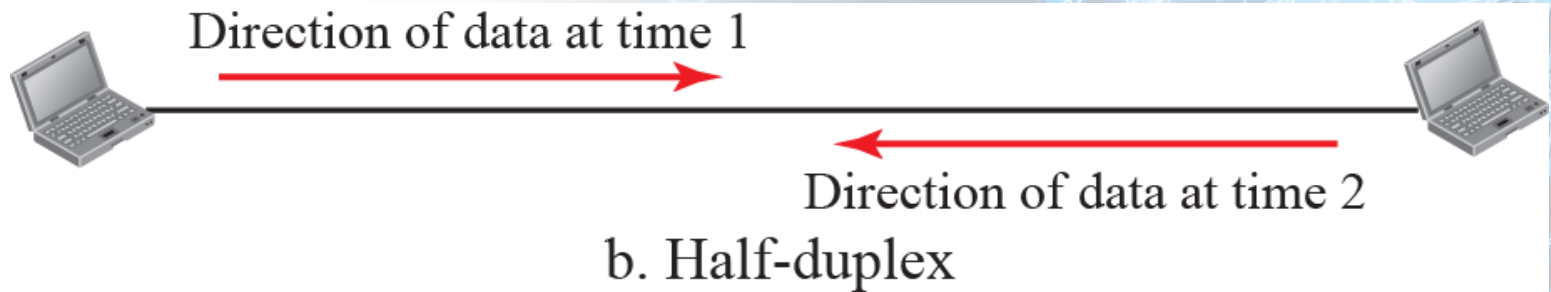 Direction of data at time 1
Direction of data at time 2
b. Half-duplex